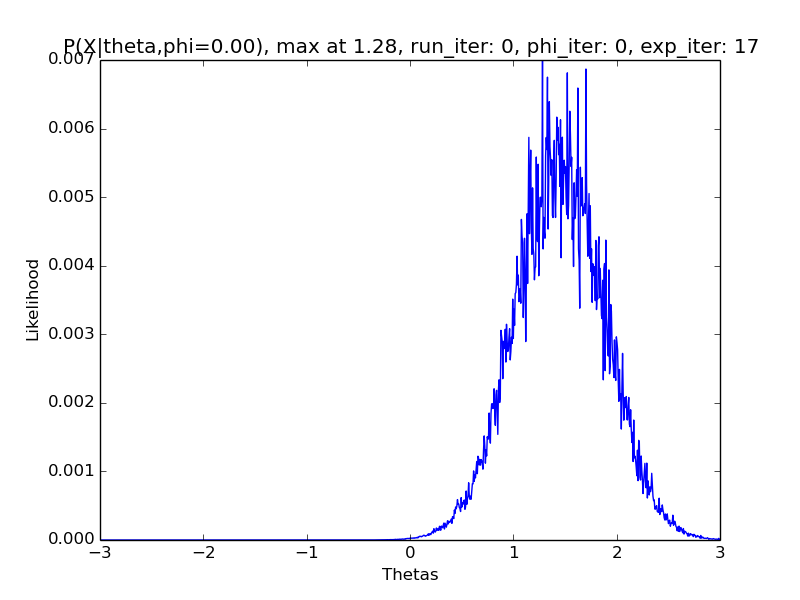 P(X|theta,phi=0.00), max at 1.28, run_iter: 0, phi_iter: 0, exp_iter: 17
0.007
0.006
0.005
0.004
0.003
0.002
0.001
0.000
Likelihood
−3 −2 −1 0 1 2 3
Thetas